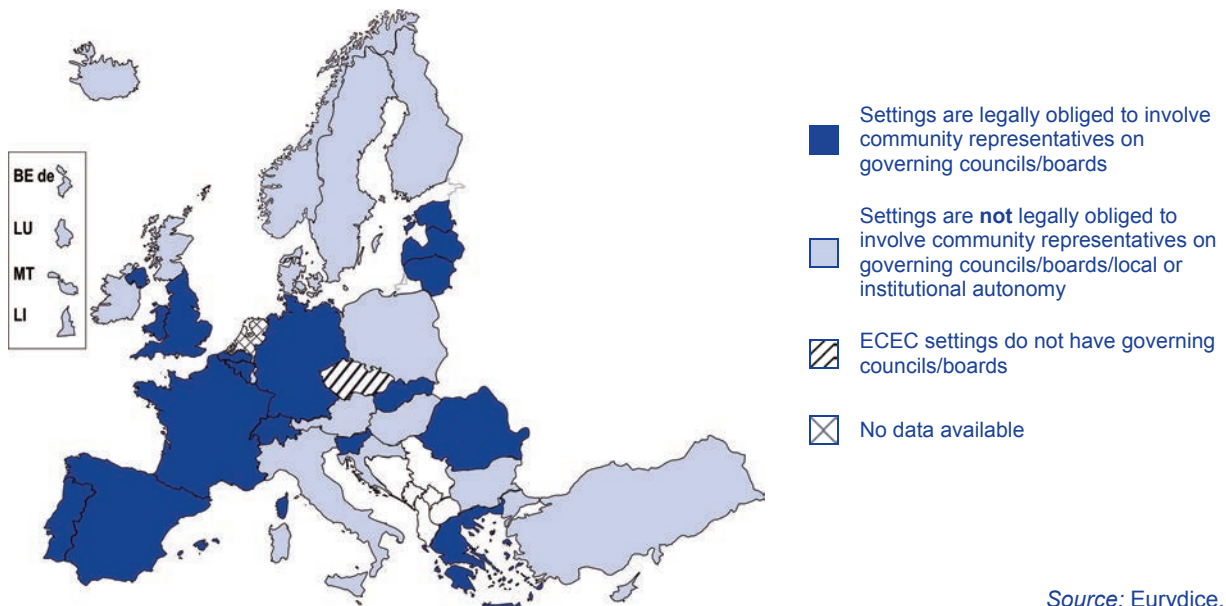 BE de
LU
MT
LI
Settings are legally obliged to involve
community representatives on
governing councils/boards
Settings are not legally obliged to
involve community representatives on
governing councils/boards/local or
institutional autonomy
ECEC settings do not have governing
councils/boards
No data available
Source: Eurydice.